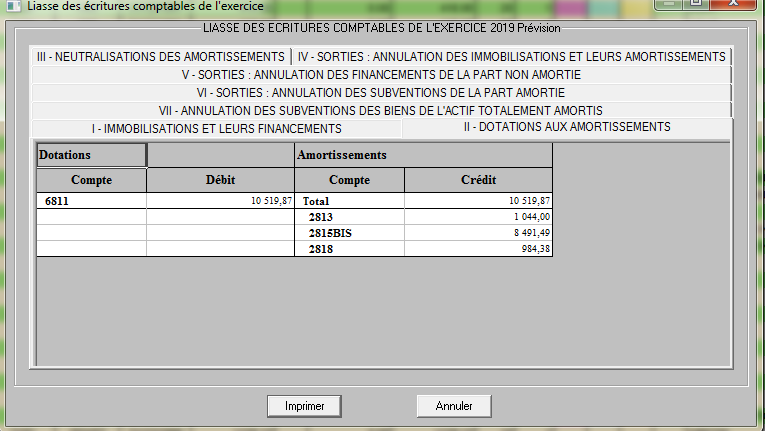 Liasse des écritures comptables de l'exercice
LIASSE DES ECRITURES COMPTABLES DE L'EXERCICE 2019 Prévision
III - NEUTRALISATIONS DES AMORTISSEMENTS IV - SORTIES : ANNULATION DES IMMOBILISATIONS ET LEURS AMORTISSEMENTS
V - SORTIES : ANNULATION DES FINANCEMENTS DE LA PART NON AMORTIE
VI - SORTIES : ANNULATION DES SUBVENTIONS DE LA PART AMORTIE
VII - ANNULATION DES SUBVENTIONS DES BIENS DE L'ACTIF TOTALEMENT AMORTIS
I - IMMOBILISATIONS ET LEURS FINANCEMENTS II - DOTATIONS AUX AMORTISSEMENTS
Dotations Amortissements
Compte Débit Compte Crédit
6811 10 519,87 Total 10 519,87
2813 1 044,00
2815BIS 8 491,49
2818 984,38
Imprimer Annuler